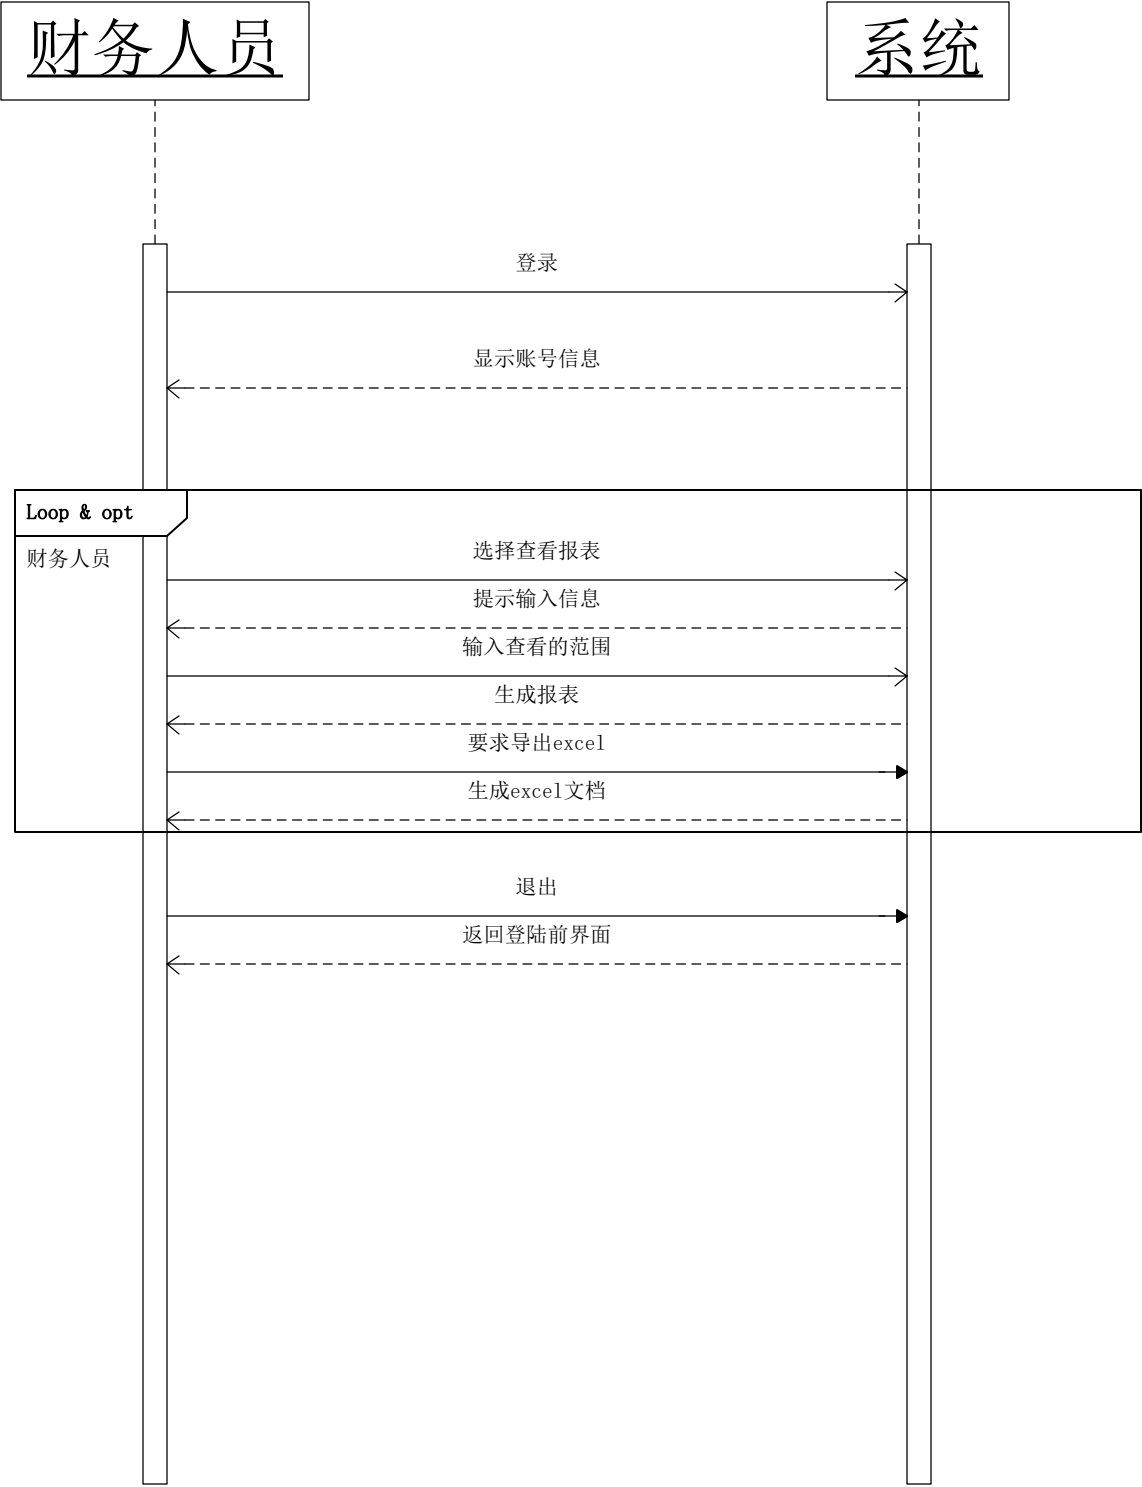 财务人员
系统
登录
显示账号信息
Loop & opt
财务人员
选择查看报表
提示输入信息
输入查看的范围
生成报表
要求导出excel
生成excel文档
退出
返回登陆前界面